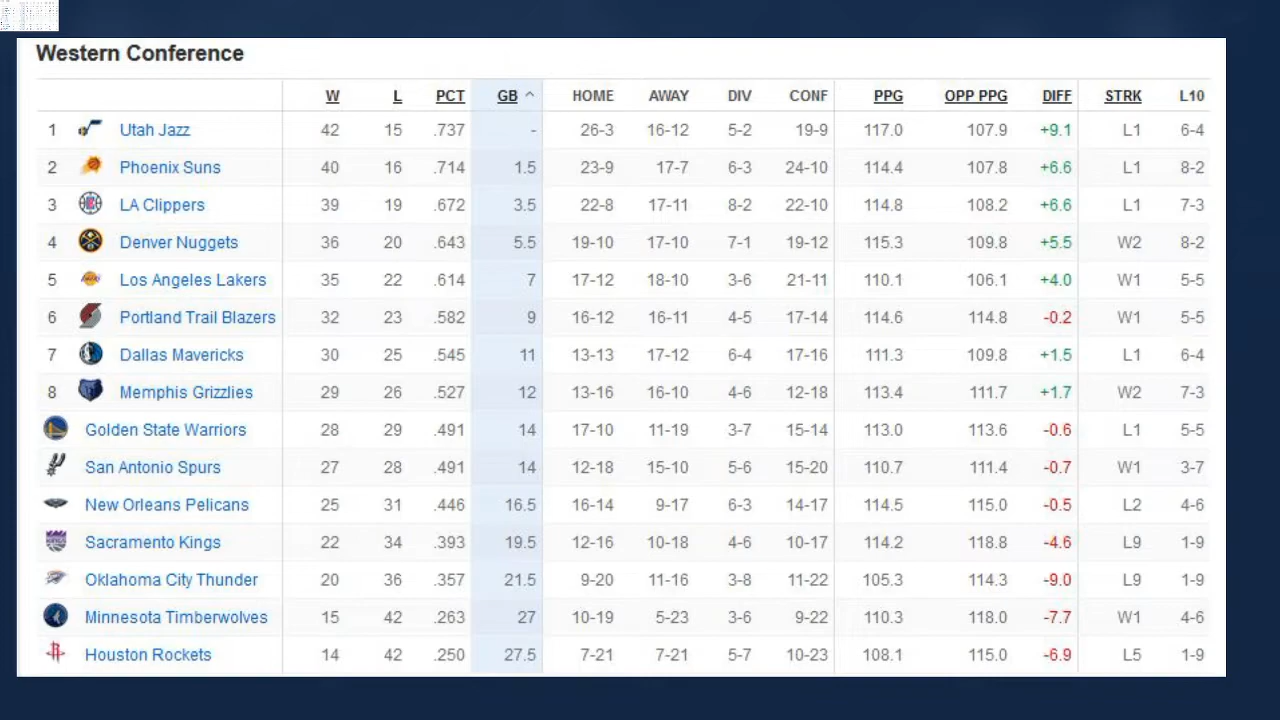 Western Conference
W L PCT GB ^ HOME AWAY DIV CONF PPG OPP PPG DIFF STRK L10
1 Utah Jazz 42 15 .737 - 26-3 16-12 5-2 19-9 117.0 107.9 +9.1 L1 6-4
2 Phoenix Suns 40 16 .714 1.5 23-9 17-7 6-3 24-10 114.4 107.8 +6.6 L1 8-2
3 LA Clippers 39 19 .672 3.5 22-8 17-11 8-2 22-10 114.8 108.2 +6.6 L1 7-3
4 Denver Nuggets 36 20 .643 5.5 19-10 17-10 7-1 19-12 115.3 109.8 +5.5 W2 8-2
5 Los Angeles Lakers 35 22 .614 7 17-12 18-10 3-6 21-11 110.1 106.1 +4.0 W1 5-5
6 Portland Trail Blazers 32 23 .582 9 16-12 16-11 4-5 17-14 114.6 114.8 -0.2 W1 5-5
7 Dallas Mavericks 30 25 .545 11 13-13 17-12 6-4 17-16 111.3 109.8 +1.5 L1 6-4
8 Memphis Grizzlies 29 26 .527 12 13-16 16-10 4-6 12-18 113.4 111.7 +1.7 W2 7-3
Golden State Warriors 28 29 .491 14 17-10 11-19 3-7 15-14 113.0 113.6 -0.6 L1 5-5
San Antonio Spurs 27 28 .491 14 12-18 15-10 5-6 15-20 110.7 111.4 -0.7 W1 3-7
New Orleans Pelicans 25 31 .446 16.5 16-14 9-17 6-3 14-17 114.5 115.0 -0.5 L2 4-6
Sacramento Kings 22 34 .393 19.5 12-16 10-18 4-6 10-17 114.2 118.8 -4.6 L9 1-9
Oklahoma City Thunder 20 36 .357 21.5 9-20 11-16 3-8 11-22 105.3 114.3 -9.0 L9 1-9
Minnesota Timberwolves 15 42 .263 27 10-19 5-23 3-6 9-22 110.3 118.0 -7.7 W1 4-6
Houston Rockets 14 42 .250 27.5 7-21 7-21 5-7 10-23 108.1 115.0 -6.9 L5 1-9